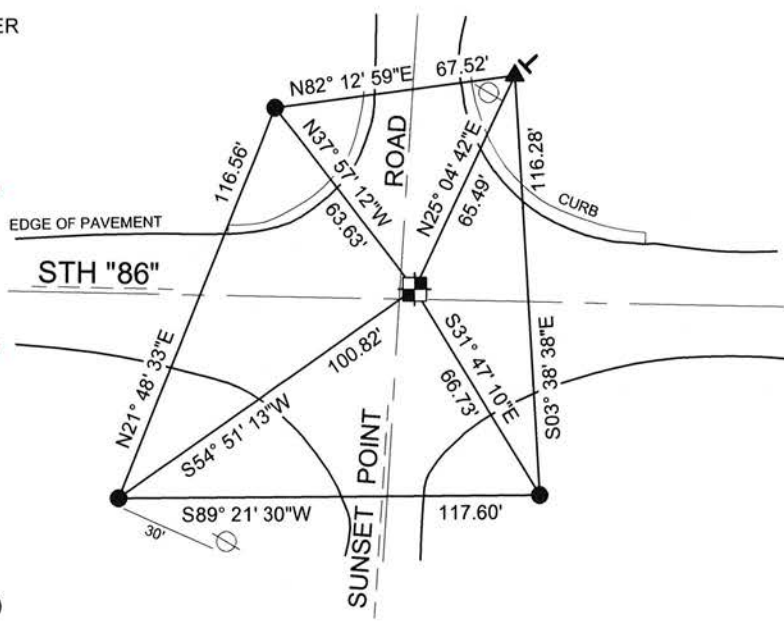 ER
67.52'
N82° 12' 59"E
ROAD
N37° 57' 12"W
63.63'
N25° 04' 42"E
65.49'
116.28'
116.56'
CURB
EDGE OF PAVEMENT
STH "86"
N21° 48' 33"E
100.82'
S54° 51' 13"W
S31° 47' 10"E
66.73'
S03° 38' 38"E
SUNSET POINT
S89° 21' 30"W
117.60'
30'
)